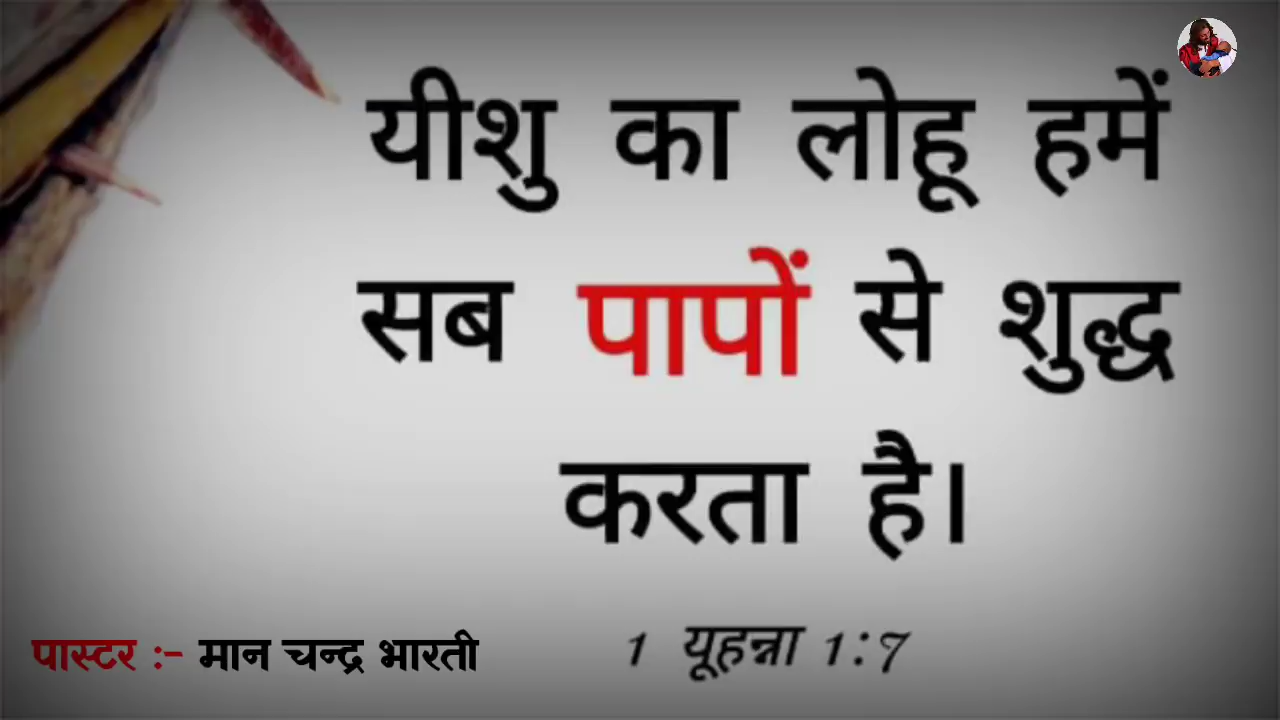 यीशु का लोहू हमें
सब पापों से शुद्ध
करता है।
1 यूहन्ना 1:7
पास्टर :- मान चन्द्र भारती